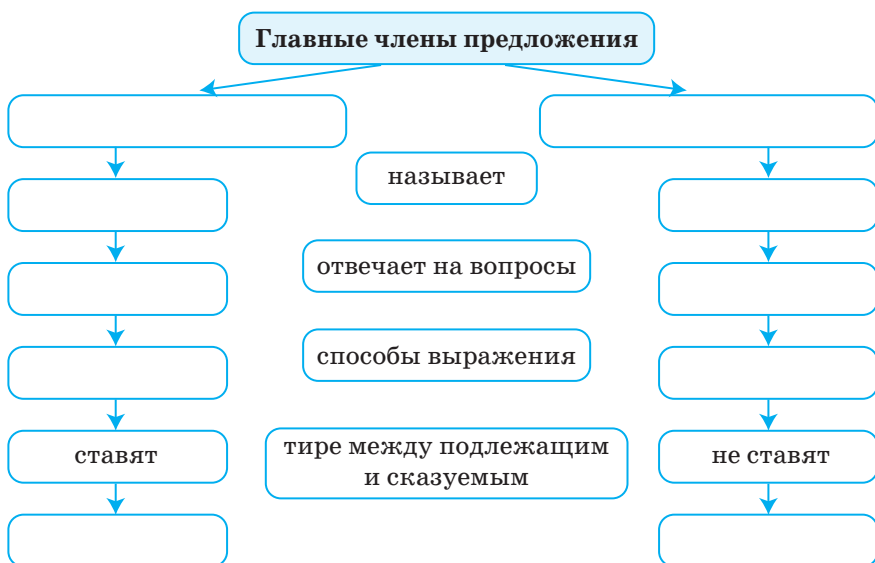 Главные члены предложения
называет
отвечает на вопросы
способы выражения
ставят
тире между подлежащим
и сказуемым
не ставят